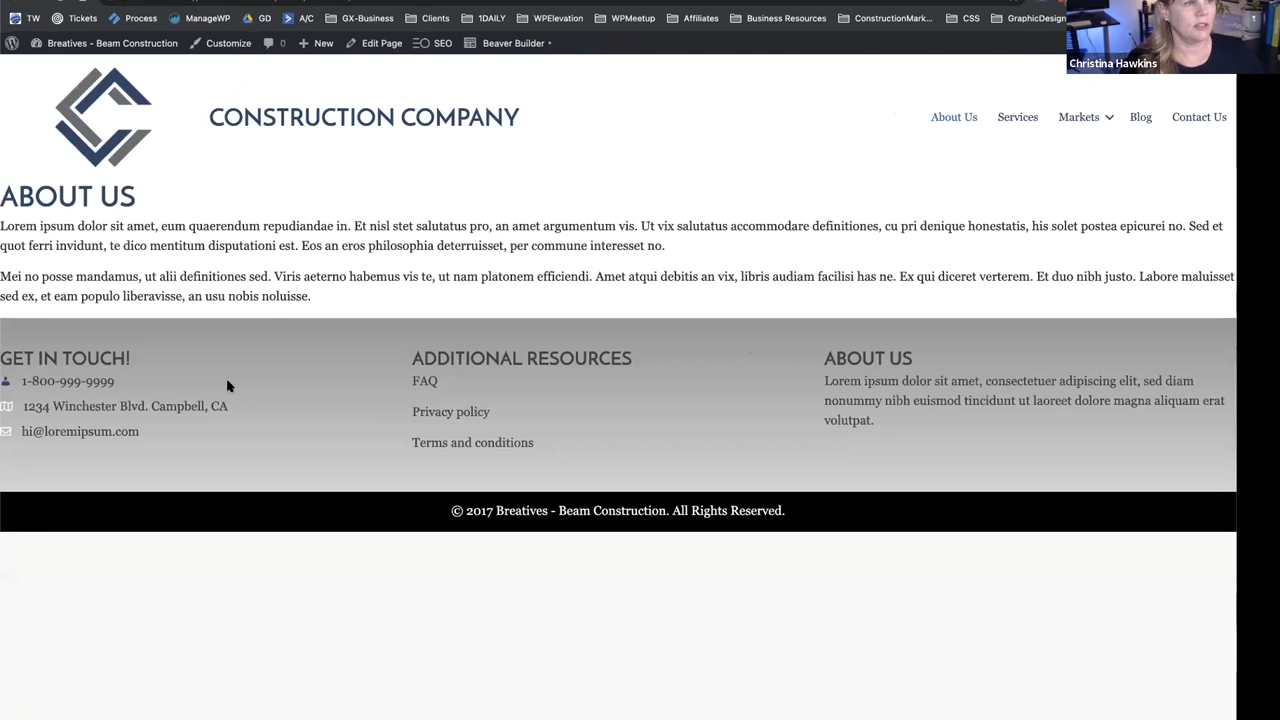 TW Tickets Process ManageWP GD A/C GX-Business Clients 1DAILY WPElevation WPMeetup Affiliates Business Resources ConstructionMark... CSS GraphicDesign
Breatives - Beam Construction Customize 0 New Edit Page SEO Beaver Builder
Christina Hawkins
CONSTRUCTION COMPANY
About Us Services Markets Blog Contact Us
ABOUT US
Lorem ipsum dolor sit amet, eum quaerendum repudiandae in. Et nisl stet salutatus pro, an amet argumentum vis. Ut vix salutatus accommodare definitiones, cu pri denique honestatis, his solet postea epicurei no. Sed et
quot ferri invidunt, te dico mentitum disputationi est. Eos an eros philosophia deterruisset, per commune interesset no.
Mei no posse mandamus, ut alii definitiones sed. Viris aeterno habemus vis te, ut nam platonem efficiendi. Amet atqui debitis an vix, libris audiam facilisi has ne. Ex qui diceret verterem. Et duo nibh justo. Labore maluisset
sed ex, et eam populo liberavisse, an usu nobis noluisse.
GET IN TOUCH!
1-800-999-9999
1234 Winchester Blvd. Campbell, CA
hi@loremipsum.com
ADDITIONAL RESOURCES
FAQ
Privacy policy
Terms and conditions
ABOUT US
Lorem ipsum dolor sit amet, consectetuer adipiscing elit, sed diam
nonummy nibh euismod tincidunt ut laoreet dolore magna aliquam erat
volutpat.
© 2017 Breatives - Beam Construction. All Rights Reserved.